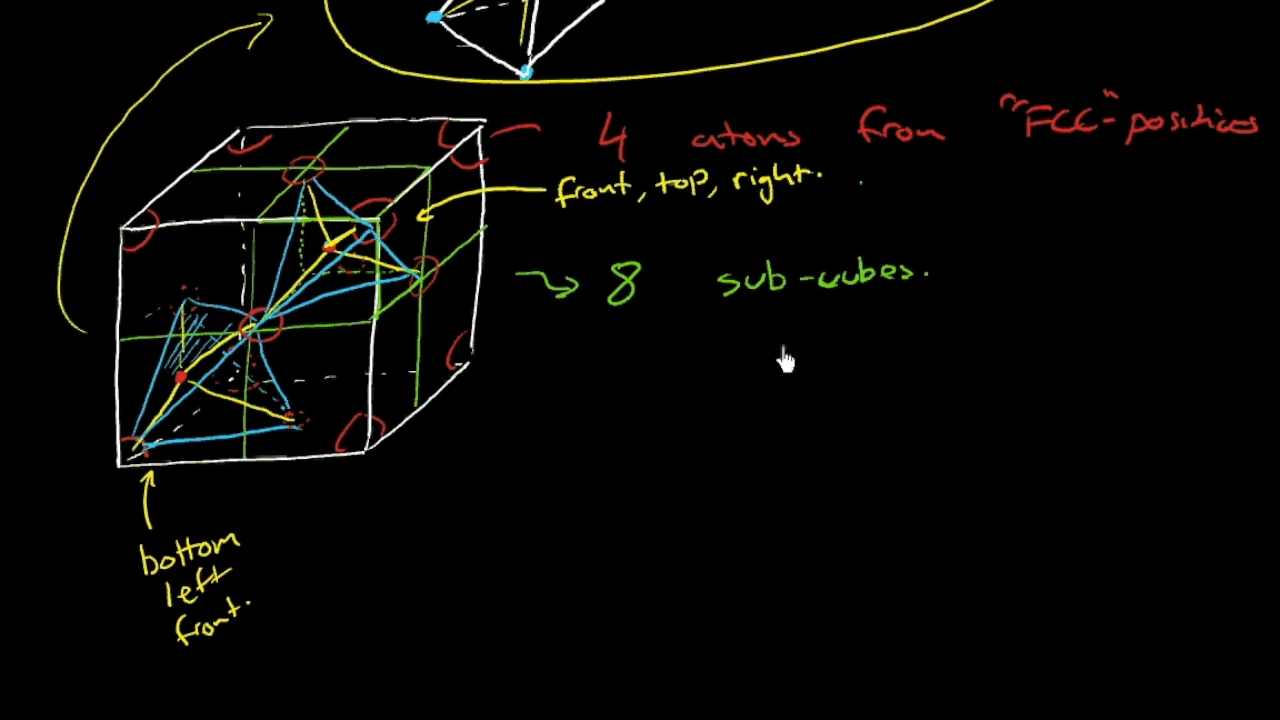 4 atoms from "FCC"-positions
front, top, right.
8 sub-cubes.
bottom
left
front.